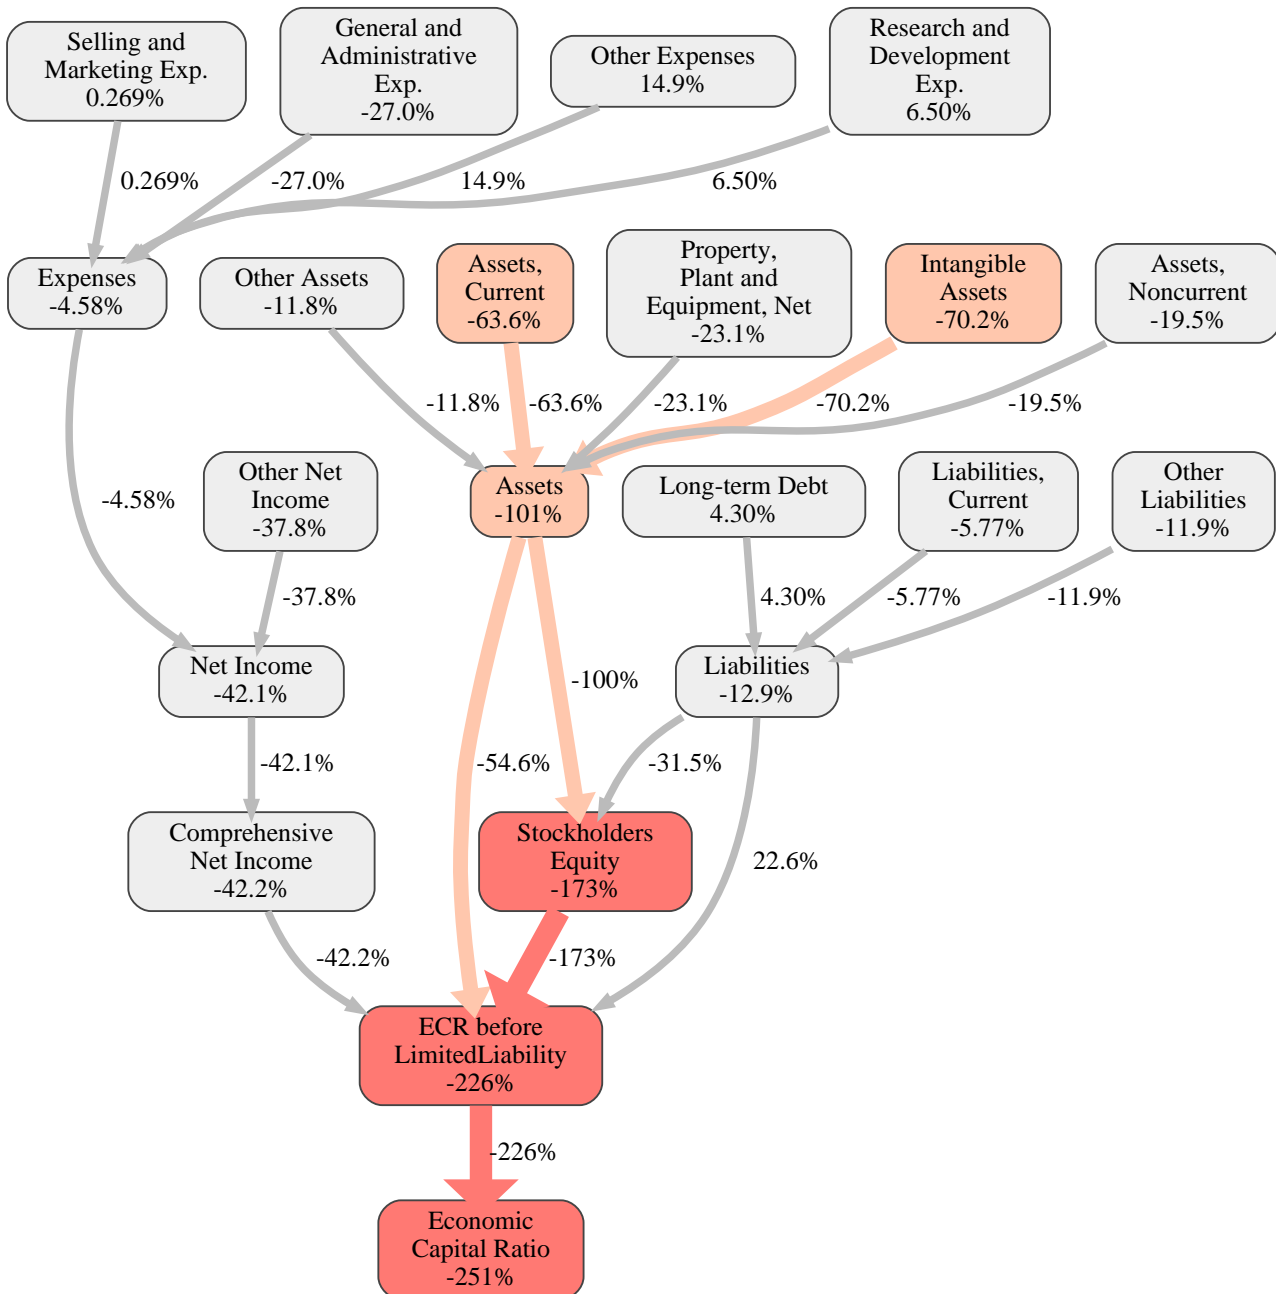 Selling and
Marketing Exp.
0.269%
General and
Administrative
Exp.
-27.0%
Other Expenses
14.9%
Research and
Development
Exp.
6.50%
0.269%
-27.0%
14.9%
6.50%
Expenses
-4.58%
Other Assets
-11.8%
Assets,
Current
-63.6%
Property,
Plant and
Equipment, Net
-23.1%
Intangible
Assets
-70.2%
Assets,
Noncurrent
-19.5%
-11.8%
-63.6%
-23.1%
-70.2%
-19.5%
-4.58%
Other Net
Income
-37.8%
Assets
-101%
Long-term Debt
4.30%
Liabilities,
Current
-5.77%
Other
Liabilities
-11.9%
-37.8%
4.30%
-5.77%
-11.9%
Net Income
-42.1%
-100%
Liabilities
-12.9%
-42.1%
-54.6%
-31.5%
Comprehensive
Net Income
-42.2%
Stockholders
Equity
-173%
22.6%
-42.2%
-173%
ECR before
LimitedLiability
-226%
-226%
Economic
Capital Ratio
-251%